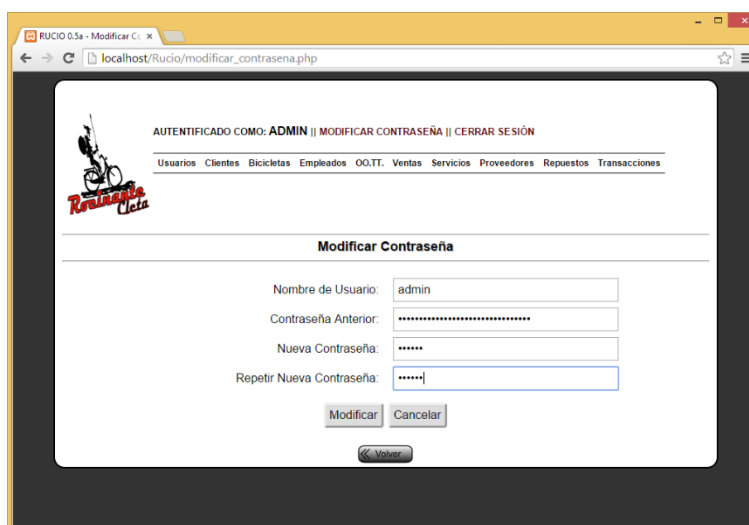 RUCIO 0.5a - Modificar Co
localhost/Rucio/modificar_contrasena.php
AUTENTIFICADO COMO: ADMIN || MODIFICAR CONTRASEÑA || CERRAR SESIÓN
Usuarios Clientes Bicicletas Empleados OO.TT. Ventas Servicios Proveedores Repuestos Transacciones
Rocinante
Cleta
Modificar Contraseña
Nombre de Usuario: admin
Contraseña Anterior: ••••••••••••••••••••••••••••••••
Nueva Contraseña: ••••••
Repetir Nueva Contraseña: ••••••
Modificar Cancelar
Volver